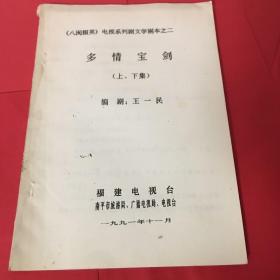 《八闽掇英》电视系列剧文学剧本之二
多情宝剑
（上、下集）
编剧：王一民
福建电视台
南平市旅游局、广播电视局、电视台
一九九一年十一月